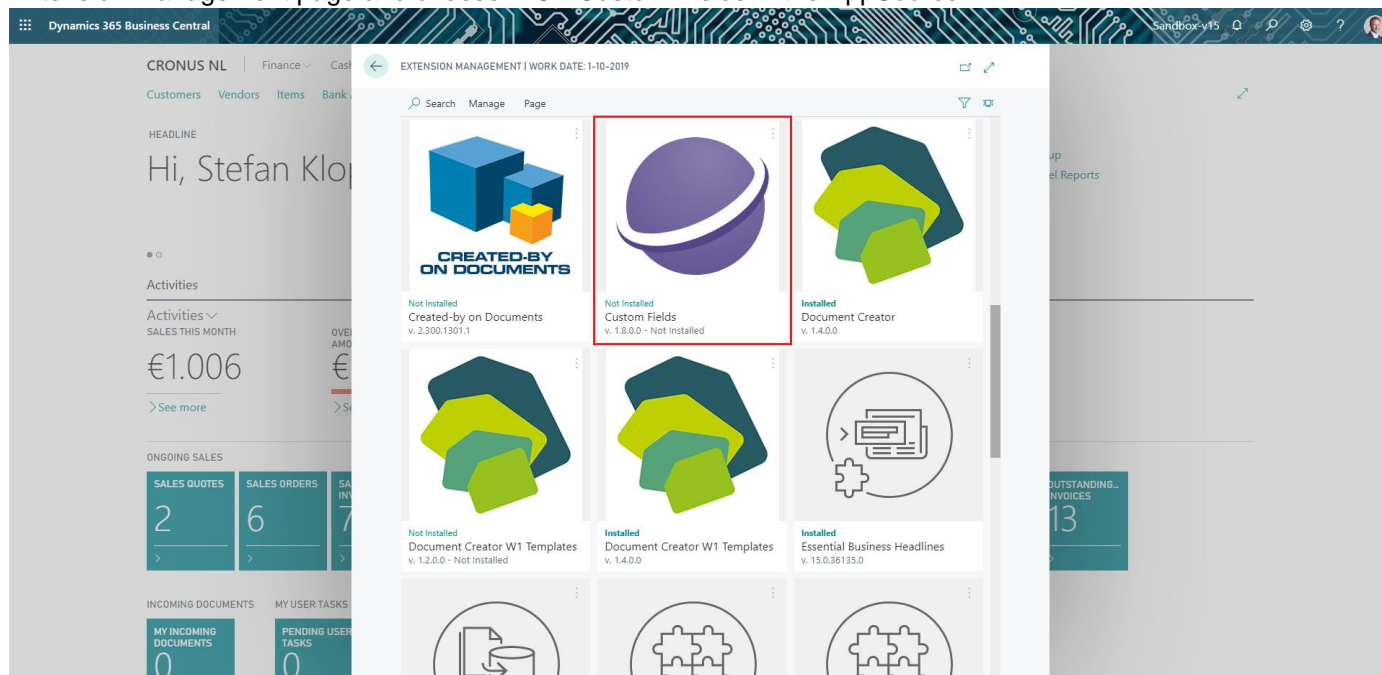 Dynamics 365 Business Central
Sandbox-v15
?
CRONUS NL
Finance
Customers Vendors Items Bank
HEADLINE
Hi, Stefan
Activities
Activities
SALES THIS MONTH
€1.006
€
>See more
ONGOING SALES
SALES QUOTES
2
>
SALES ORDERS
6
>
7
>
OUTSTANDING...
INVOICES
13
>
INCOMING DOCUMENTS MY USER TASKS
MY INCOMING
DOCUMENTS
0
PENDING USER
TASKS
0
EXTENSION MANAGEMENT | WORK DATE: 1-10-2019
Search Manage Page
CREATED-BY
ON DOCUMENTS
Not Installed
Created-by on Documents
v. 2.300.1301.1
Not Installed
Custom Fields
v. 1.8.0.0 - Not Installed
Installed
Document Creator
v. 1.4.0.0
Not Installed
Document Creator W1 Templates
v. 1.2.0.0 - Not Installed
Installed
Document Creator W1 Templates
v. 1.4.0.0
Installed
Essential Business Headlines
v. 15.0.36135.0
Reports